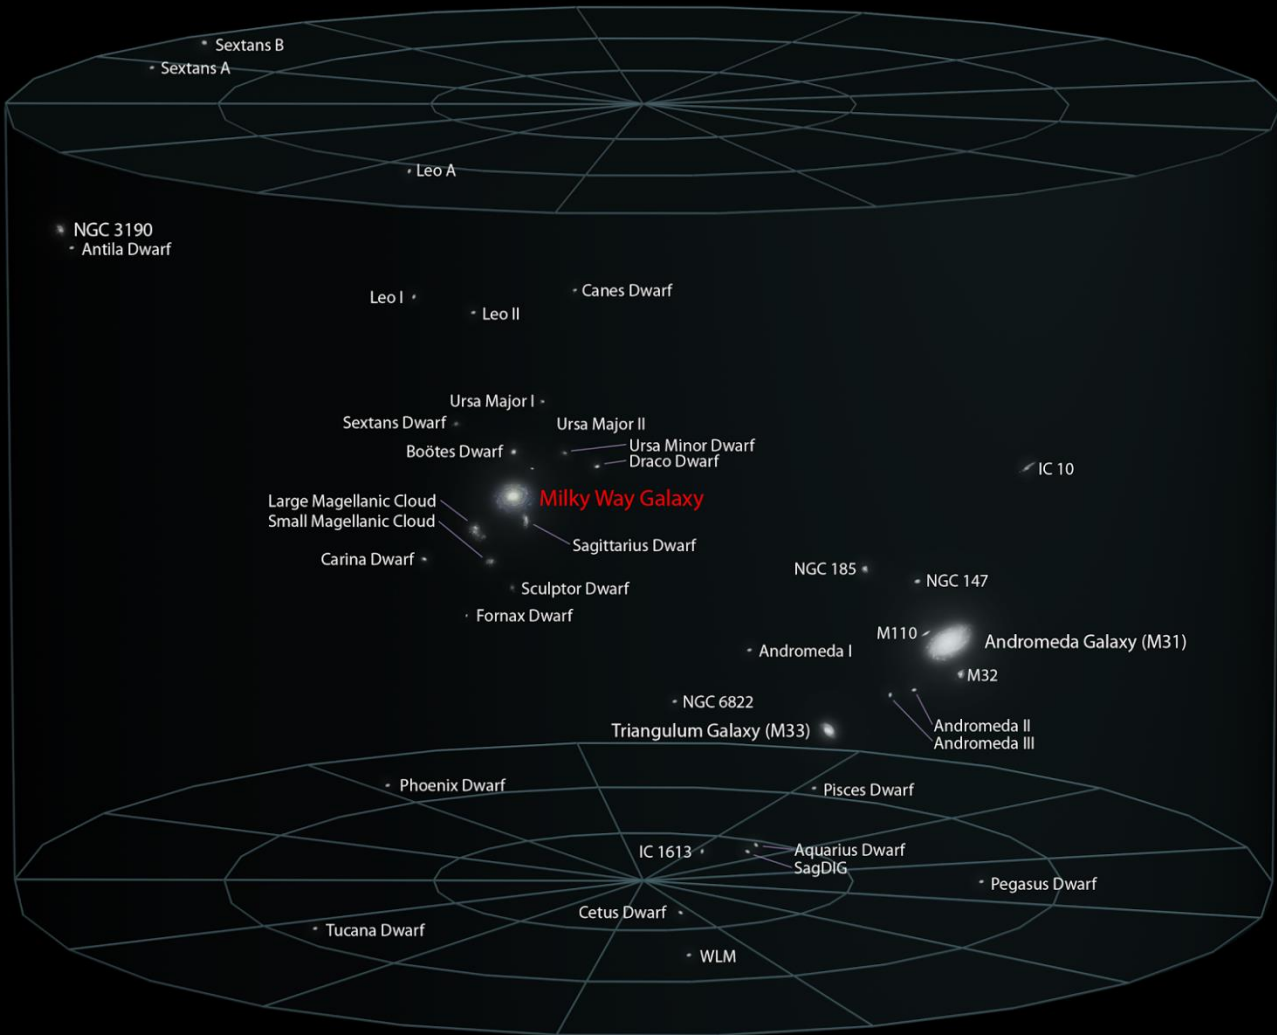 Sextans B
Sextans A
Leo A
NGC 3190
Antila Dwarf
Canes Dwarf
Leo I
Leo II
Ursa Major I
Sextans Dwarf
Ursa Major II
Ursa Minor Dwarf
Boötes Dwarf
Draco Dwarf
IC 10
Milky Way Galaxy
Large Magellanic Cloud
Small Magellanic Cloud
Sagittarius Dwarf
Carina Dwarf
NGC 185
NGC 147
Sculptor Dwarf
Fornax Dwarf
M110
Andromeda Galaxy (M31)
Andromeda I
M32
NGC 6822
Andromeda II
Triangulum Galaxy (M33)
Andromeda III
Phoenix Dwarf
Pisces Dwarf
IC 1613
Aquarius Dwarf
SagDIG
Pegasus Dwarf
Cetus Dwarf
Tucana Dwarf
WLM